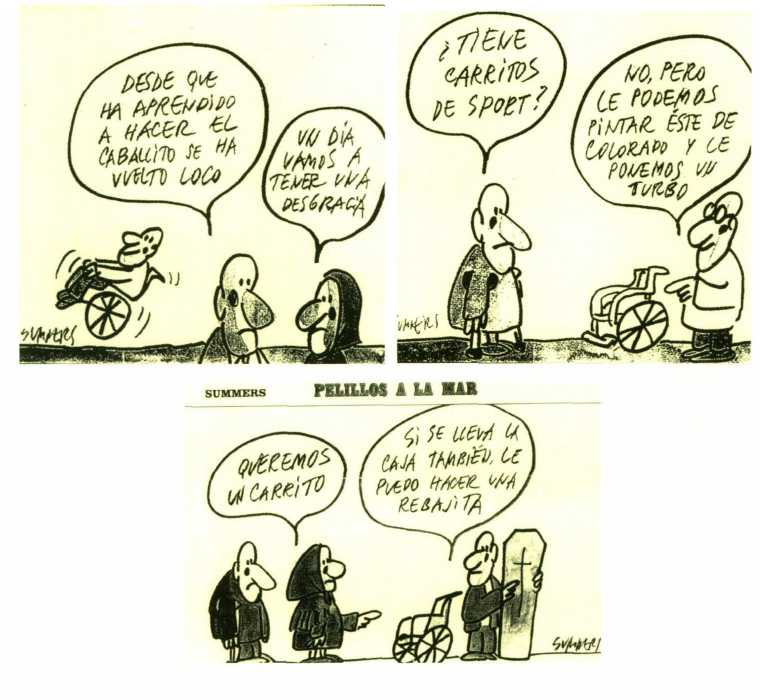 DESDE QUE
HA APRENDIDO
A HACER EL
CABALLITO SE HA
VUELTO LOCO
UN DÍA
VAMOS A
TENER UNA
DESGRACIA
SUMMERS
¿TIENE
CARRITOS
DE SPORT?
NO, PERO
LE PODEMOS
PINTAR ÉSTE DE
COLORADO Y LE
PONEMOS UN
TURBO
SUMMERS
SUMMERS PELILLOS A LA MAR
QUEREMOS
UN CARRITO
SI SE LLEVA LA
CAJA TAMBIÉN, LE
PUEDO HACER UNA
REBAJITA
SUMMERS